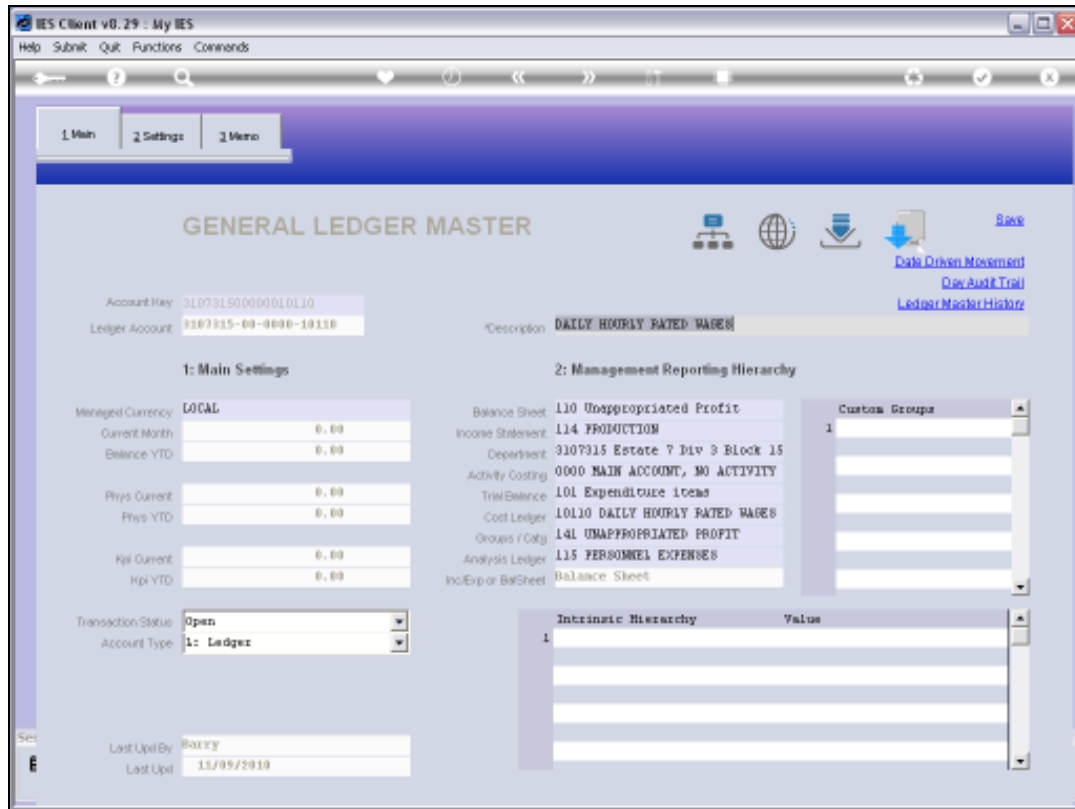 IES Client v8.29 : My IES
Help Submit Quit Functions Commands
1 Main 2 Settings 3 Memo
GENERAL LEDGER MASTER
Save
Date Driven Movement
Day Audit Trail
Ledger Master History
Account Key 310731500000010110
Ledger Account 3107315-00-0000-10110 *Description DAILY HOURLY RATED WAGES
1: Main Settings 2: Management Reporting Hierarchy
Managed Currency LOCAL Balance Sheet 110 Unappropriated Profit Custom Groups
Current Month 0.00 Income Statement 114 PRODUCTION 1
Balance YTD 0.00 Department 3107315 Estate 7 Div 3 Block 15
Activity Costing 0000 MAIN ACCOUNT, NO ACTIVITY
Phys Current 0.00 Trial Balance 101 Expenditure items
Phys YTD 0.00 Cost Ledger 10110 DAILY HOURLY RATED WAGES
Groups / Catg 141 UNAPPROPRIATED PROFIT
Kpi Current 0.00 Analysis Ledger 115 PERSONNEL EXPENSES
Kpi YTD 0.00 Inc/Exp or BalSheet Balance Sheet
Transaction Status Open Intrinsic Hierarchy Value
Account Type 1: Ledger 1
Last Upd By Barry
Last Upd 11/09/2010